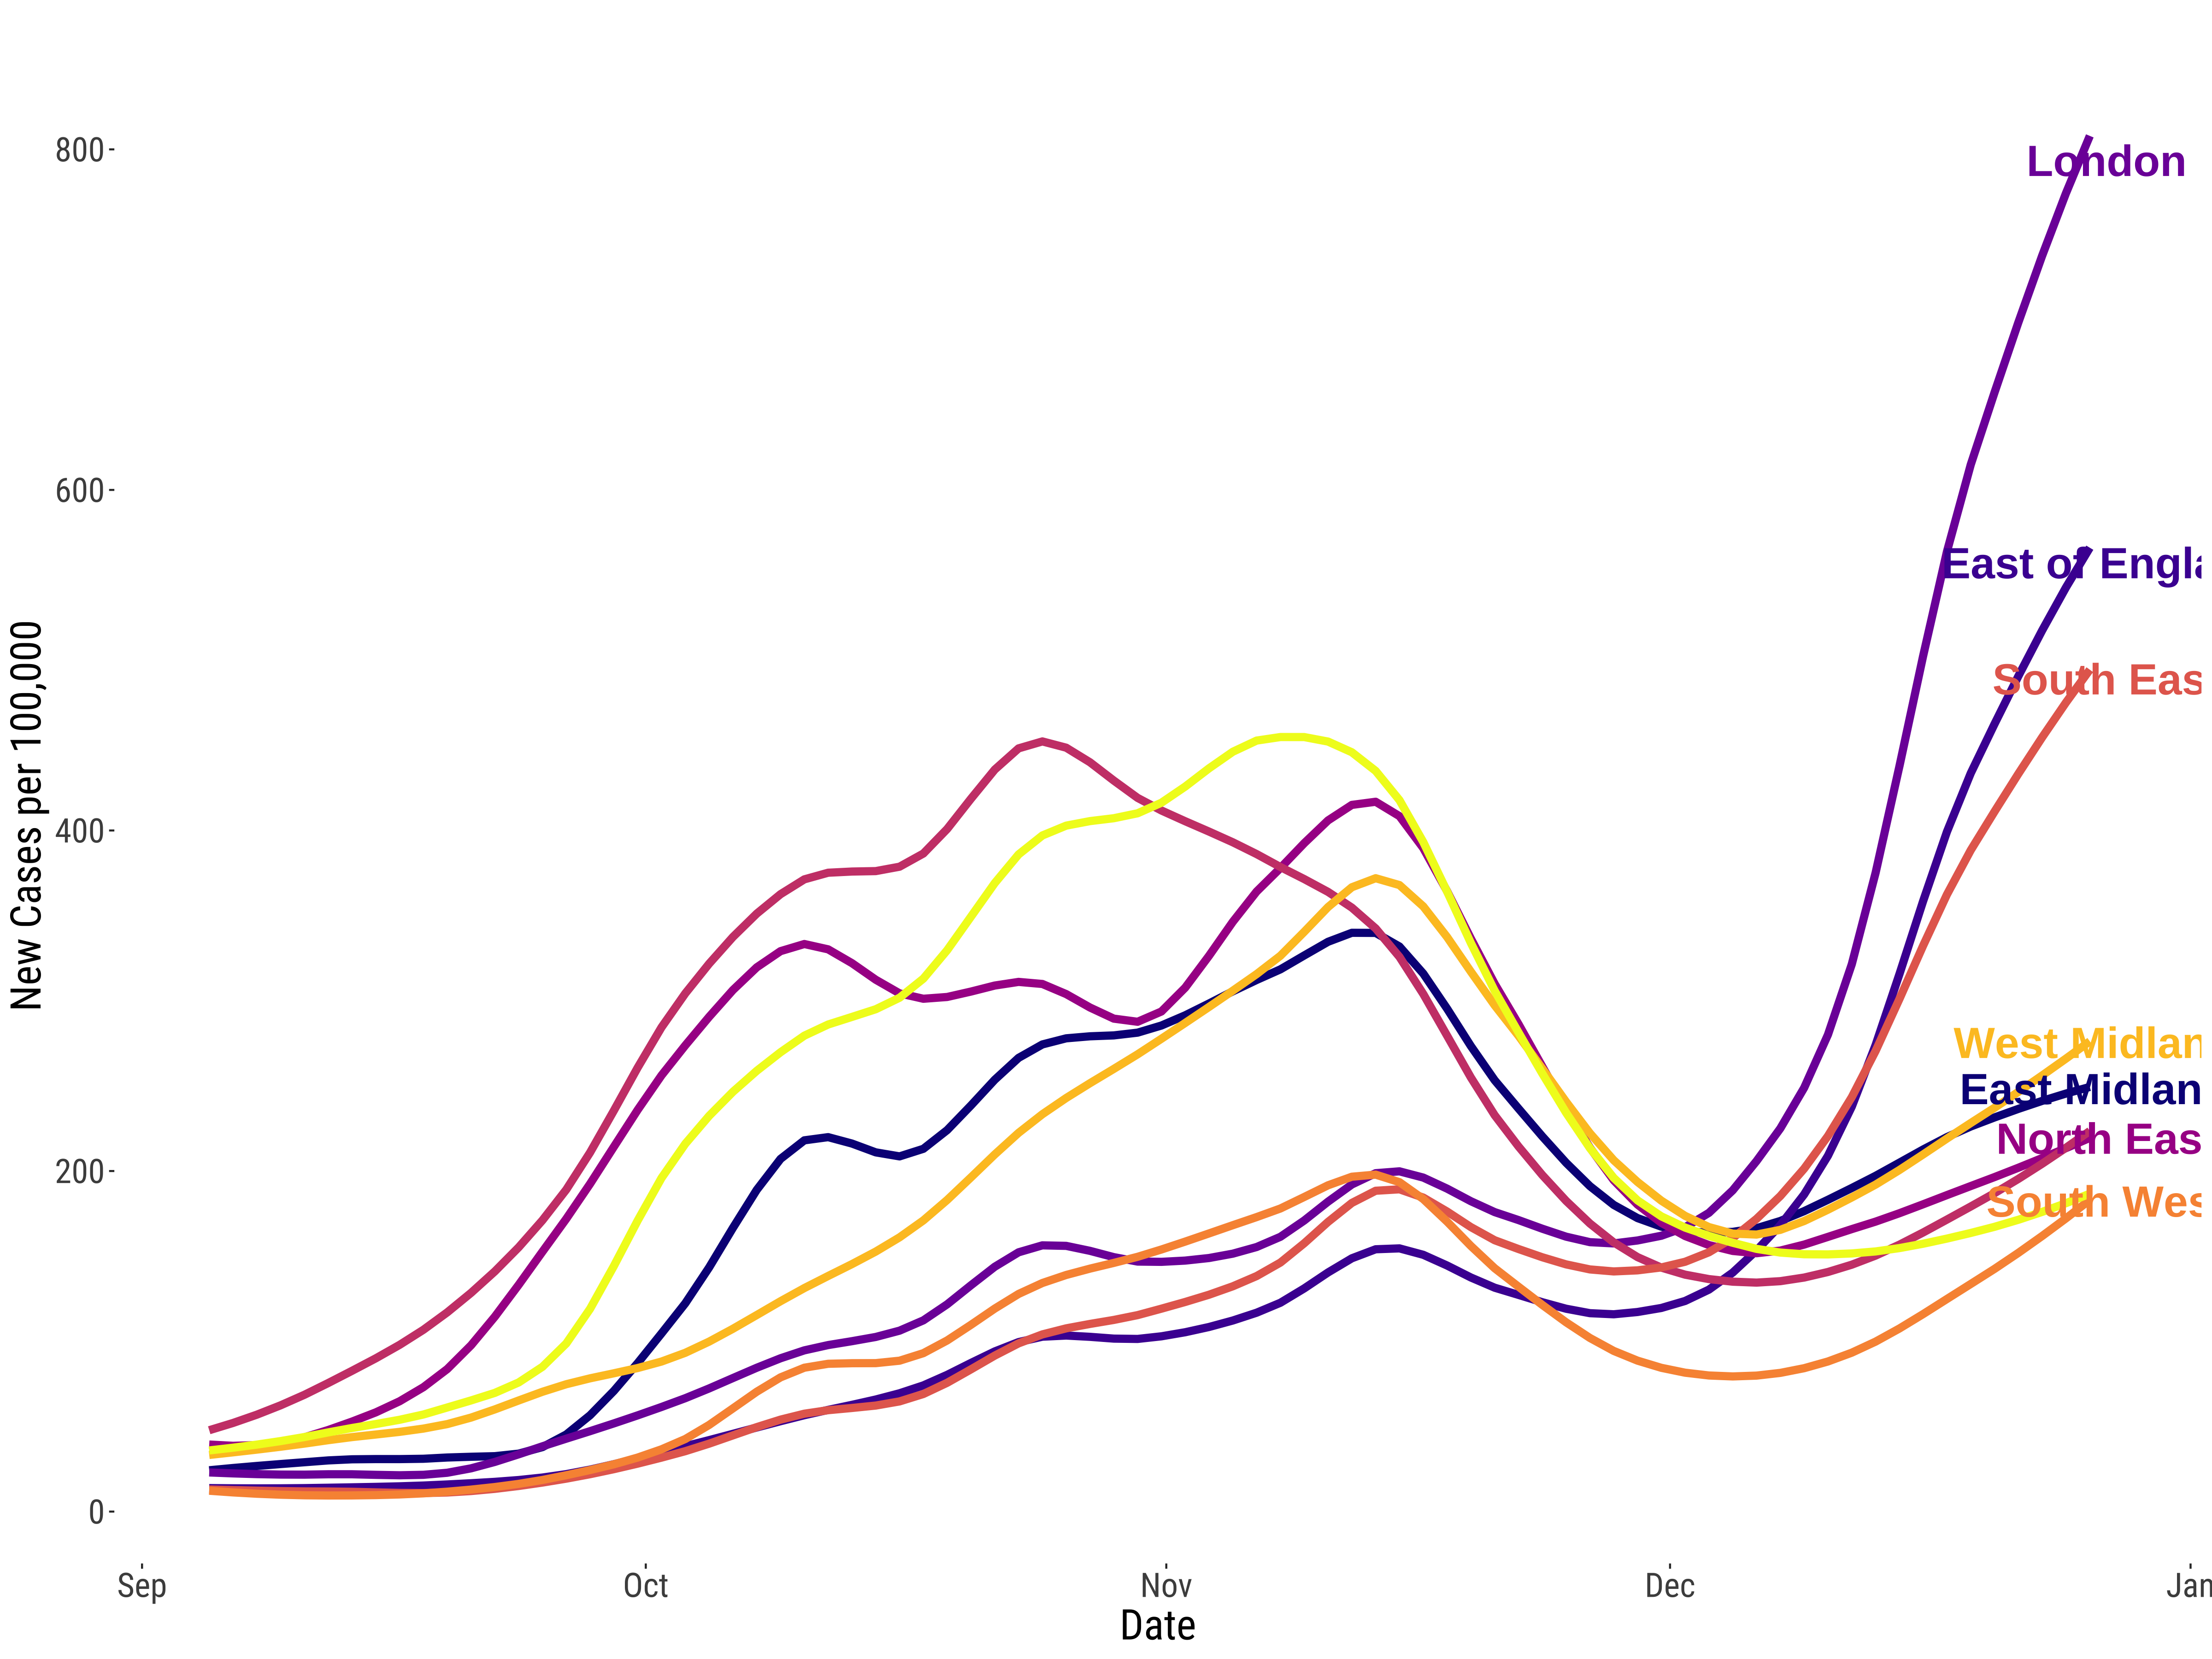 800
600
400
200
0
New Cases per 100,000
London
East of Engla
South Eas
West Midlan
East Midlan
North Eas
South Wes
Sep
Oct
Nov
Dec
Jan
Date